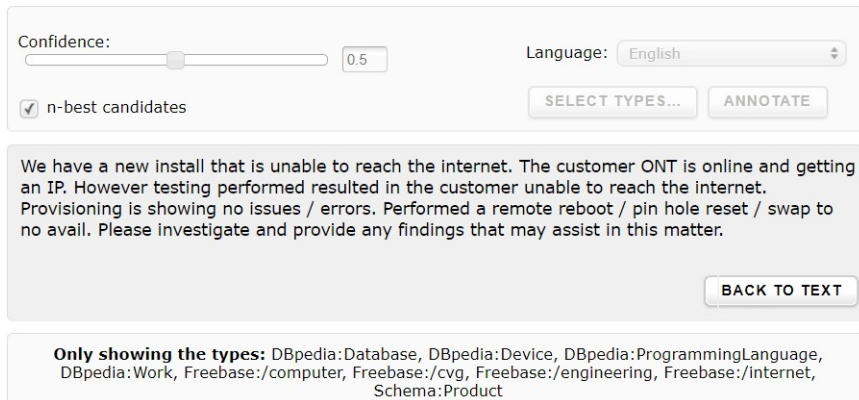 Confidence:
0.5
Language: English
n-best candidates
SELECT TYPES... ANNOTATE
We have a new install that is unable to reach the internet. The customer ONT is online and getting
an IP. However testing performed resulted in the customer unable to reach the internet.
Provisioning is showing no issues / errors. Performed a remote reboot / pin hole reset / swap to
no avail. Please investigate and provide any findings that may assist in this matter.
BACK TO TEXT
Only showing the types: DBpedia:Database, DBpedia:Device, DBpedia:ProgrammingLanguage,
DBpedia:Work, Freebase:/computer, Freebase:/cvg, Freebase:/engineering, Freebase:/internet,
Schema:Product